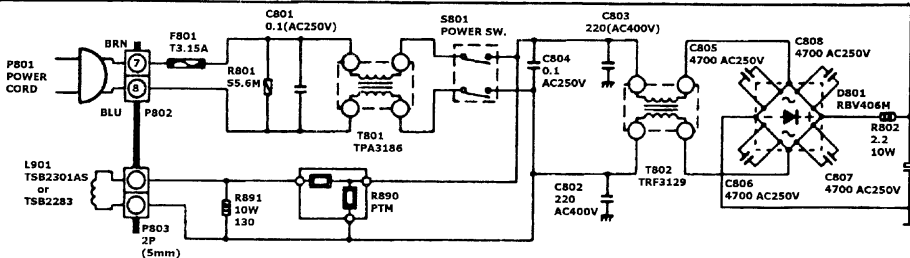 P801
POWER
CORD
BRN
7
8
BLU
P802
F801
T3.15A
C801
0.1(AC250V)
R801
S5.6M
T801
TPA3186
S801
POWER SW.
C804
0.1
AC250V
C803
220(AC400V)
C805
4700 AC250V
C808
4700 AC250V
D801
RBV406M
R802
2.2
10W
T802
TRF3129
C806
4700 AC250V
C807
4700 AC250V
C802
220
AC400V
L901
TSB2301AS
or
TSB2283
P803
2P
(5mm)
R891
10W
130
R890
PTM